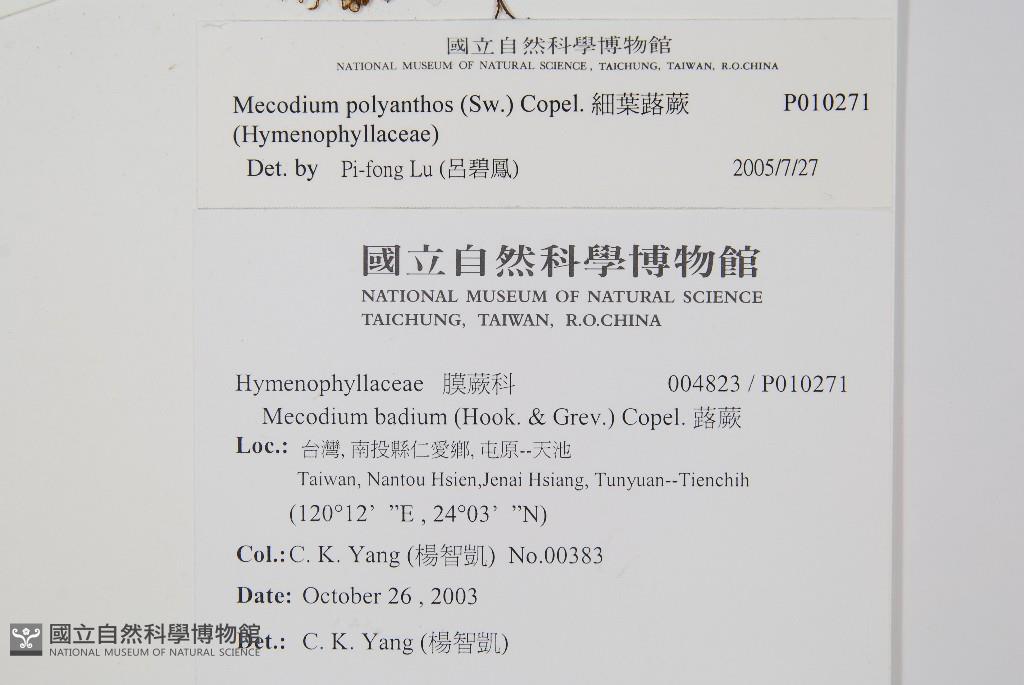 國立自然科學博物館
NATIONAL MUSEUM OF NATURAL SCIENCE, TAICHUNG, TAIWAN, R.O.CHINA
Mecodium polyanthos (Sw.) Copel. 細葉蕗蕨 P010271
(Hymenophyllaceae)
Det. by Pi-fong Lu (呂碧鳳) 2005/7/27
國立自然科學博物館
NATIONAL MUSEUM OF NATURAL SCIENCE
TAICHUNG, TAIWAN, R.O.CHINA
Hymenophyllaceae 膜蕨科 004823 / P010271
Mecodium badium (Hook. & Grev.) Copel. 蕗蕨
Loc.: 台灣, 南投縣仁愛鄉, 屯原--天池
Taiwan, Nantou Hsien,Jenai Hsiang, Tunyuan--Tienchih
(120°12’ ”E , 24°03’ ”N)
Col.: C. K. Yang (楊智凱) No.00383
Date: October 26 , 2003
Det.: C. K. Yang (楊智凱)
國立自然科學博物館
NATIONAL MUSEUM OF NATURAL SCIENCE